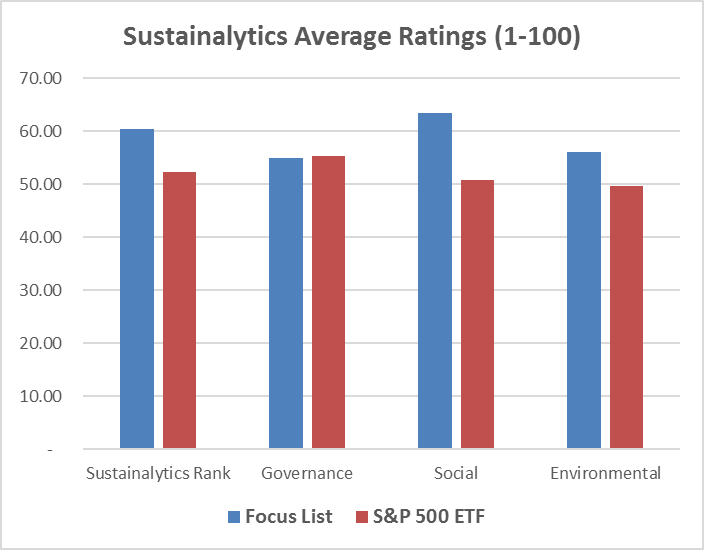 Sustainalytics Average Ratings (1-100)
70.00
60.00
50.00
40.00
30.00
20.00
10.00
-
Sustainalytics Rank Governance Social Environmental
Focus List S&P 500 ETF